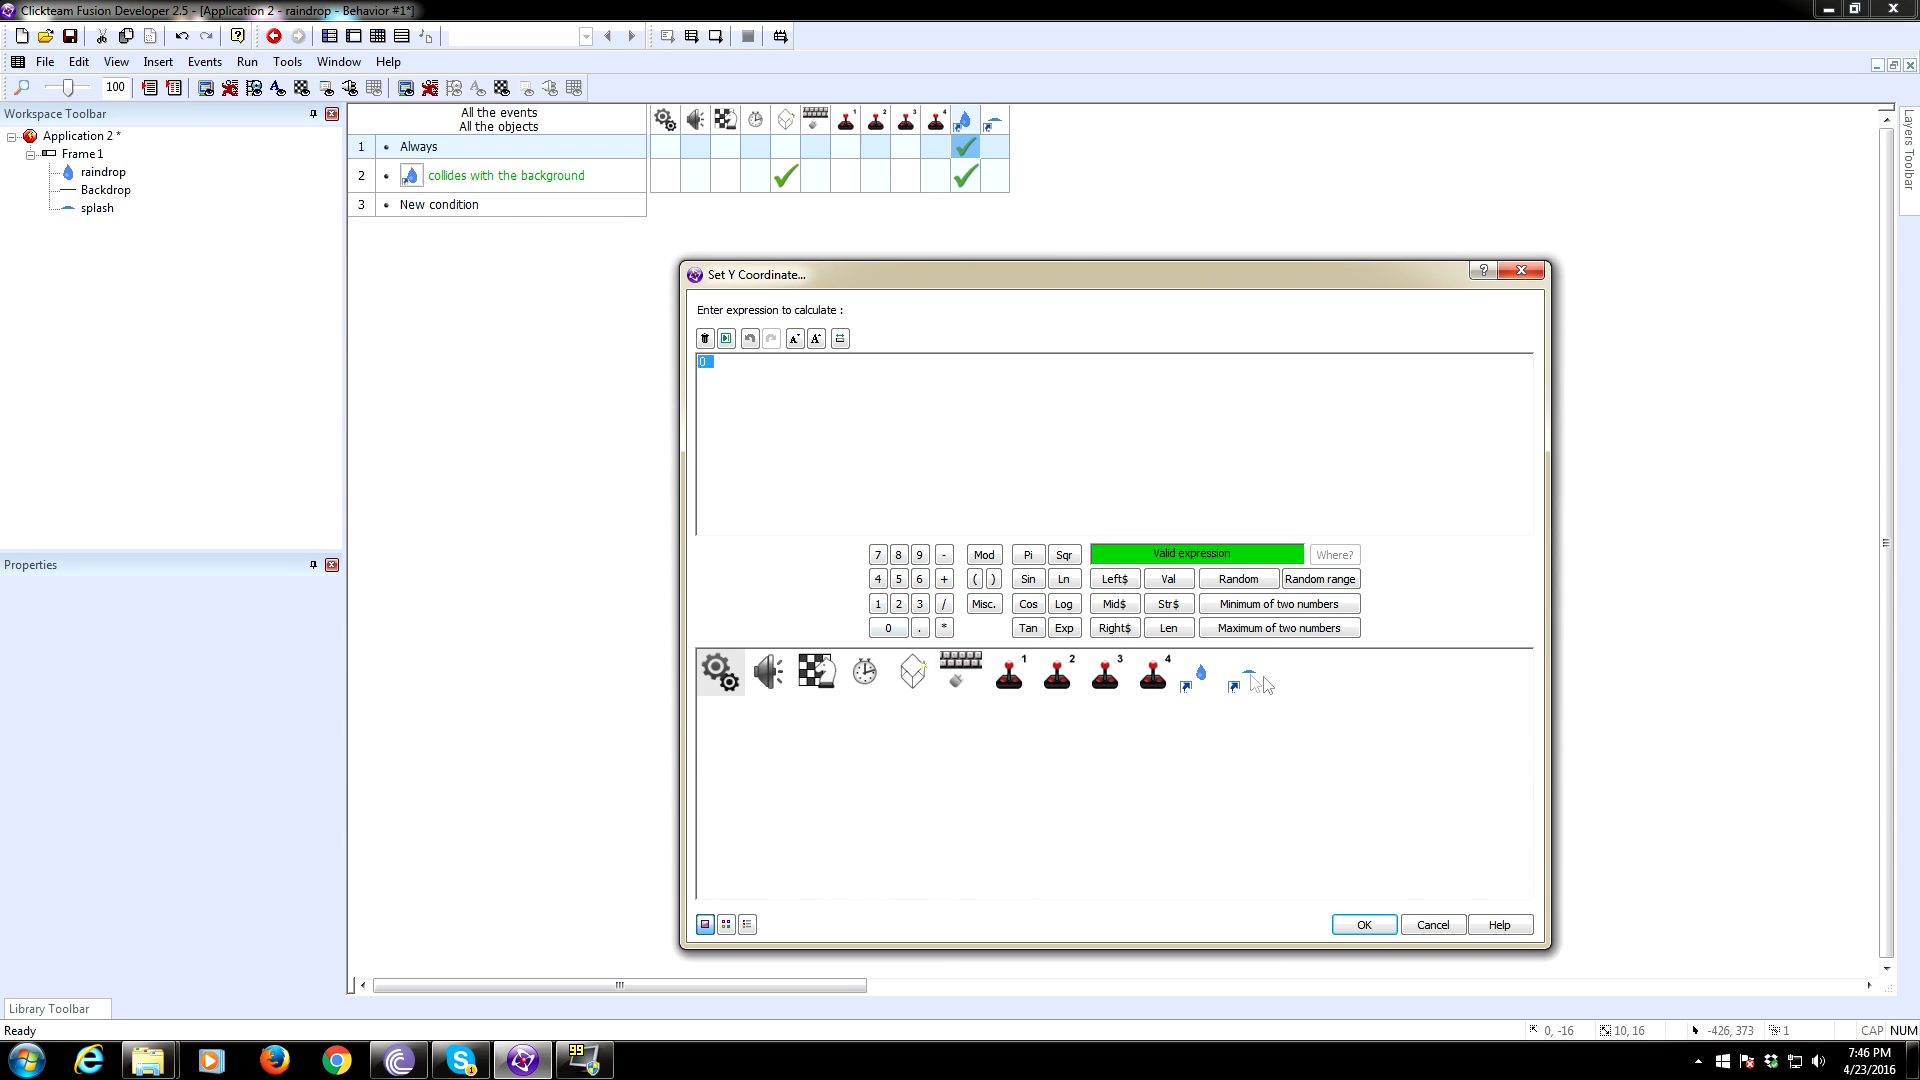 Clickteam Fusion Developer 2.5 - [Application 2 - raindrop - Behavior #1*]
File Edit View Insert Events Run Tools Window Help
100
Workspace Toolbar
Application 2 *
Frame 1
raindrop
Backdrop
splash
All the events
All the objects
1 Always
2 collides with the background
3 New condition
1 2 3 4
Layers Toolbar
Properties
Set Y Coordinate...
Enter expression to calculate :
0
7 8 9 - Mod Pi Sqr Valid expression Where?
4 5 6 + ( ) Sin Ln Left$ Val Random Random range
1 2 3 / Misc. Cos Log Mid$ Str$ Minimum of two numbers
0 . * Tan Exp Right$ Len Maximum of two numbers
1 2 3 4
OK Cancel Help
Library Toolbar
Ready 0, -16 10, 16 -426, 373 1 CAP NUM
99
7:46 PM
4/23/2016